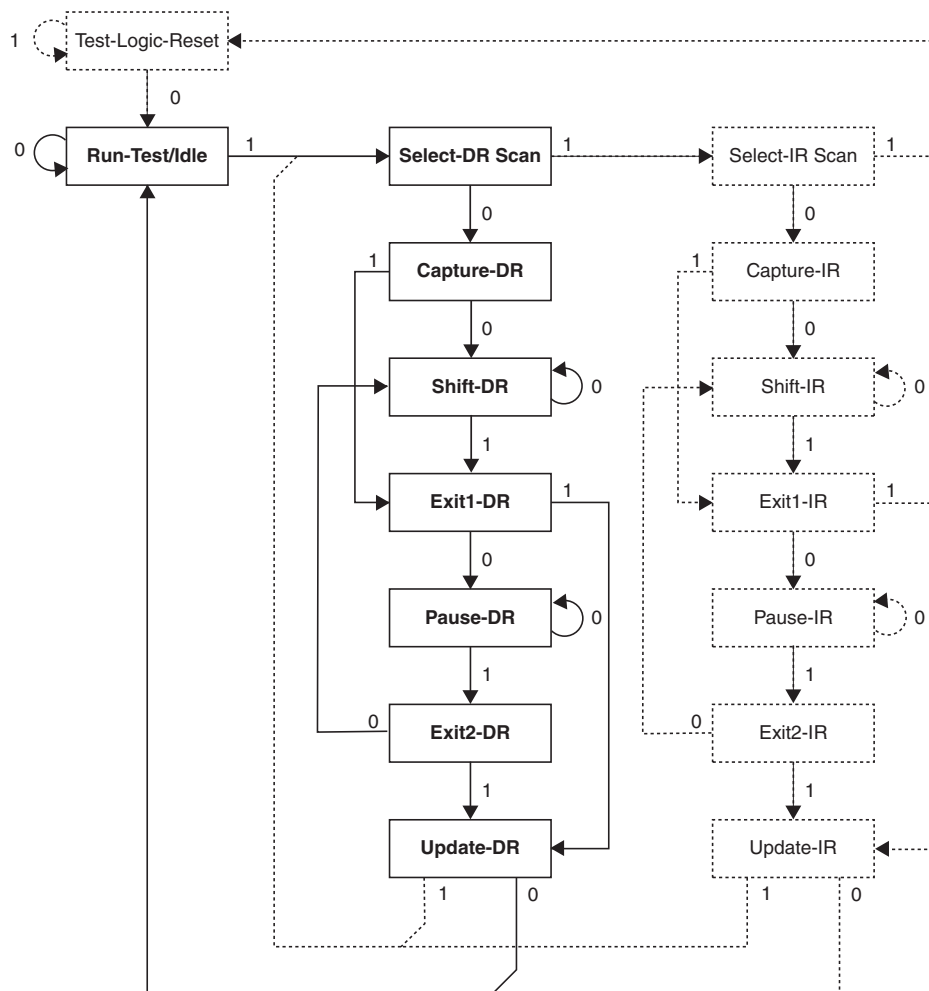 Test-Logic-Reset
1
0
Run-Test/Idle
0
1
Select-DR Scan
1
Select-IR Scan
1
0
0
Capture-DR
1
Capture-IR
1
0
0
Shift-DR
0
Shift-IR
0
1
1
Exit1-DR
1
Exit1-IR
1
0
0
Pause-DR
0
Pause-IR
0
1
1
Exit2-DR
0
Exit2-IR
0
1
1
Update-DR
Update-IR
1
0
1
0